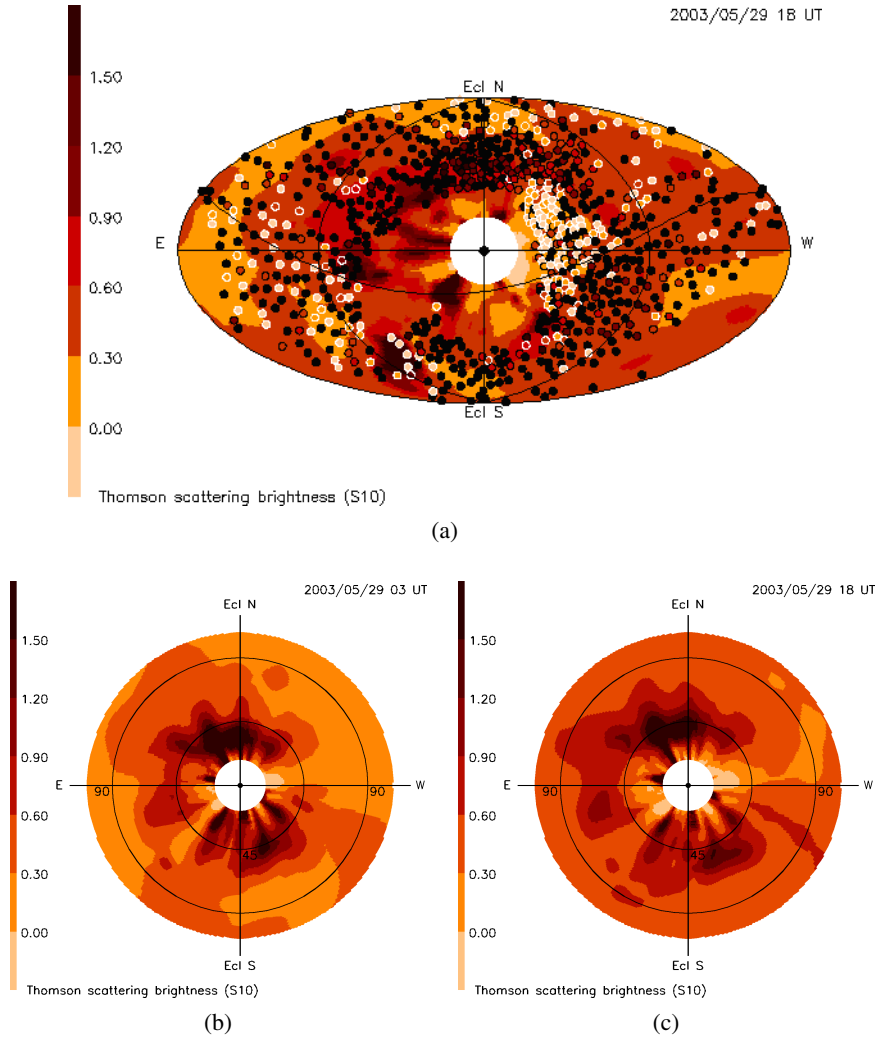 2003/05/29 18 UT
1.50
1.20
0.90
0.60
0.30
0.00
Ecl N
E
W
Ecl S
Thomson scattering brightness (S10)
(a)
2003/05/29 03 UT
Ecl N
1.50
1.20
0.90
0.60
0.30
0.00
E
90
90
W
45
Ecl S
Thomson scattering brightness (S10)
(b)
2003/05/29 18 UT
Ecl N
1.50
1.20
0.90
0.60
0.30
0.00
E
90
90
W
45
Ecl S
Thomson scattering brightness (S10)
(c)